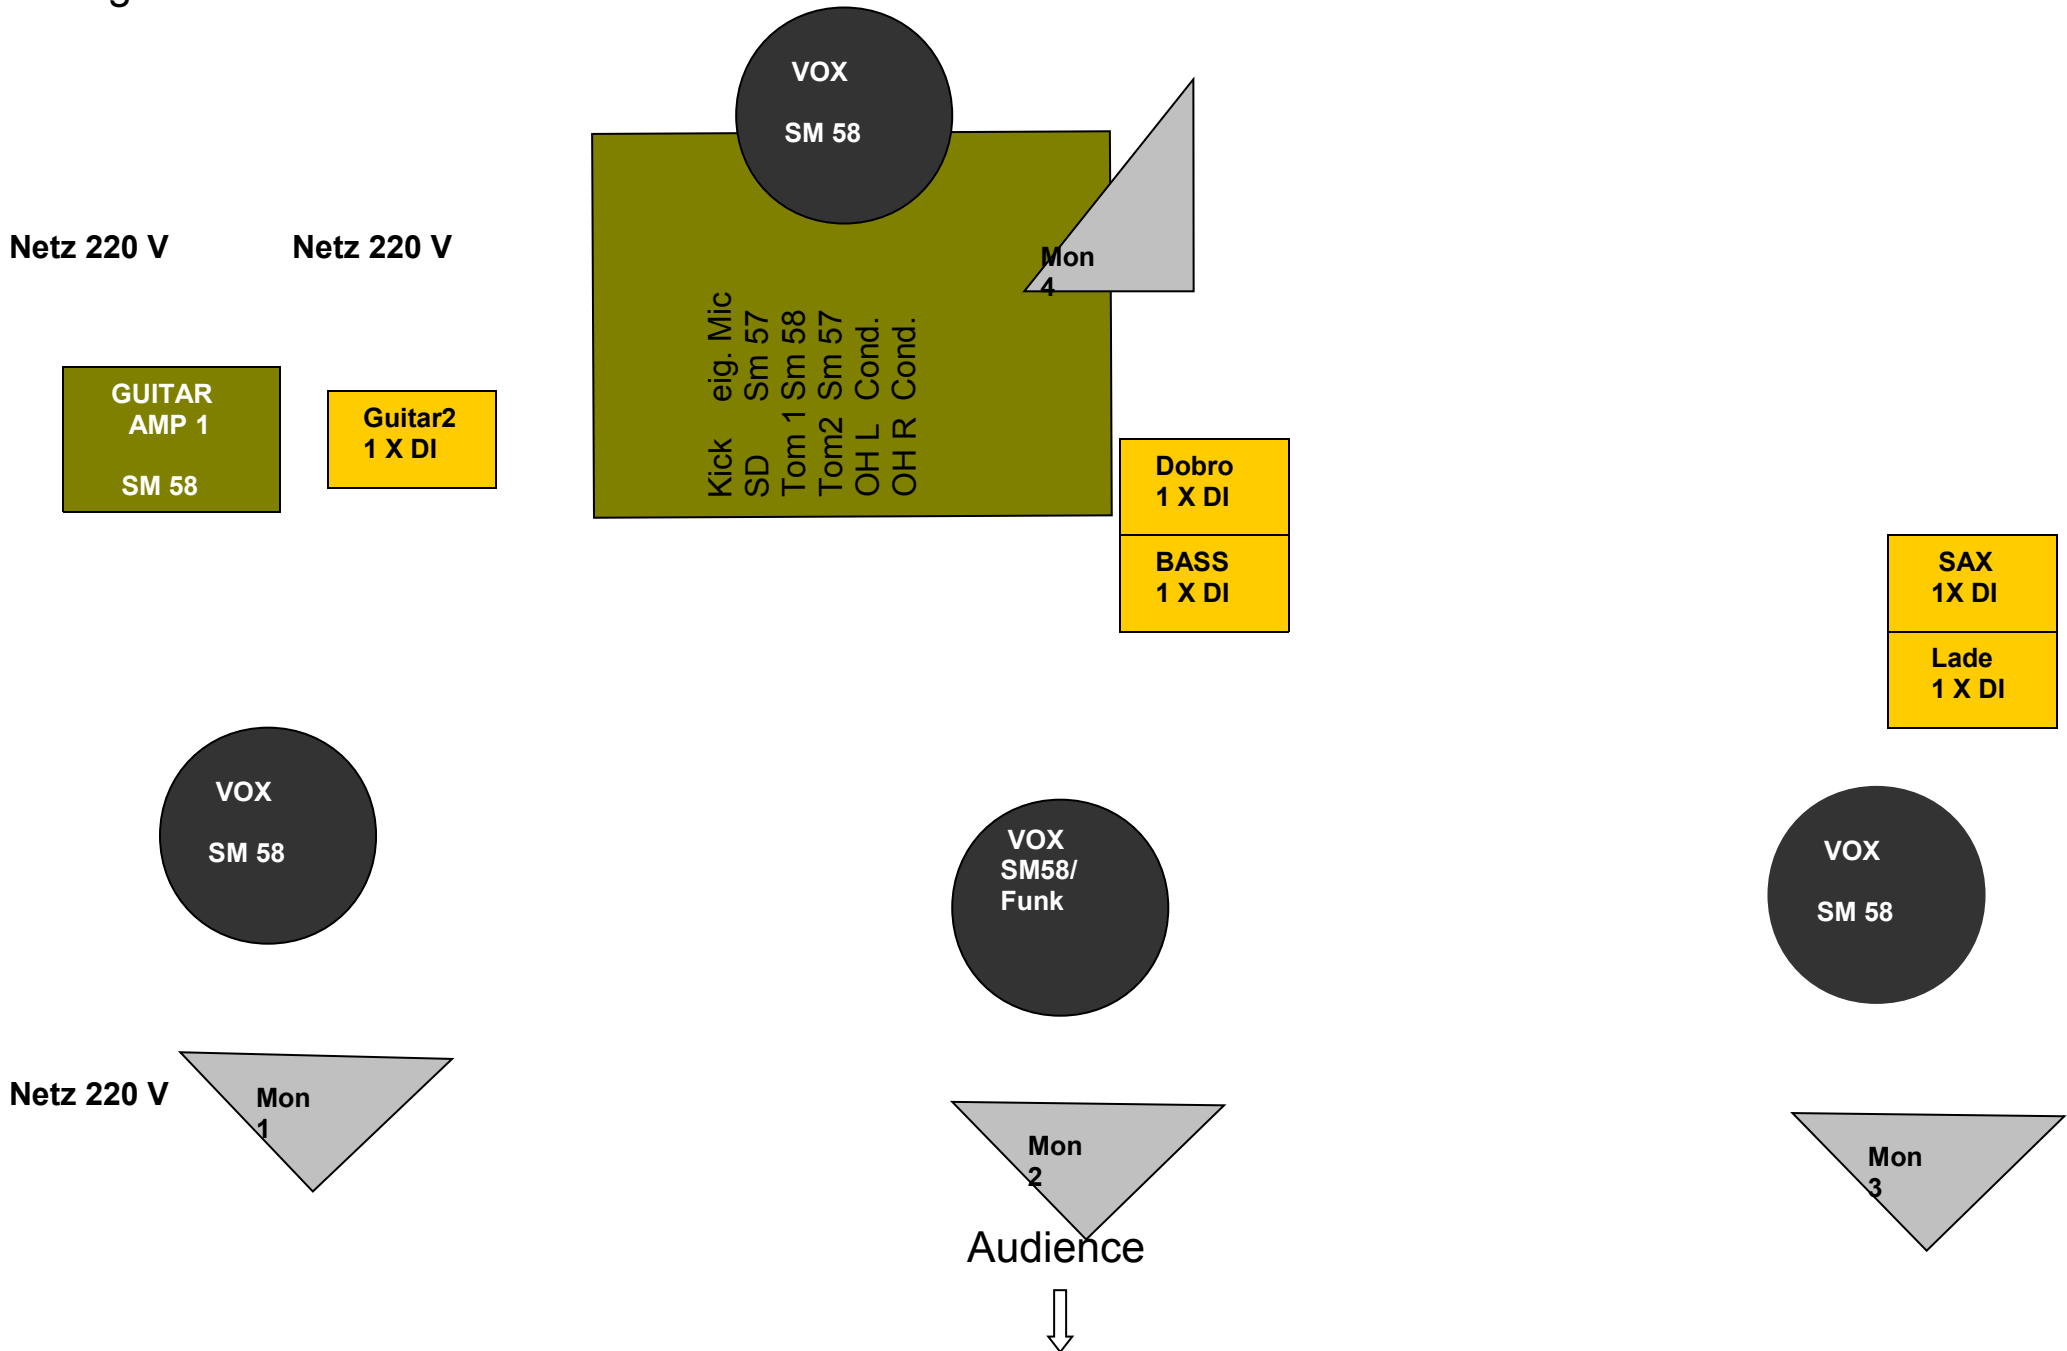 VOX
SM 58
Mon
4
Netz 220 V
Netz 220 V
Kick eig. Mic
SD Sm 57
Tom 1 Sm 58
Tom2 Sm 57
OH L Cond.
OH R Cond.
GUITAR
AMP 1
SM 58
Guitar2
1 X DI
Dobro
1 X DI
BASS
1 X DI
SAX
1X DI
Lade
1 X DI
VOX
SM 58
VOX
SM58/
Funk
VOX
SM 58
Netz 220 V
Mon
1
Mon
2
Mon
3
Audience